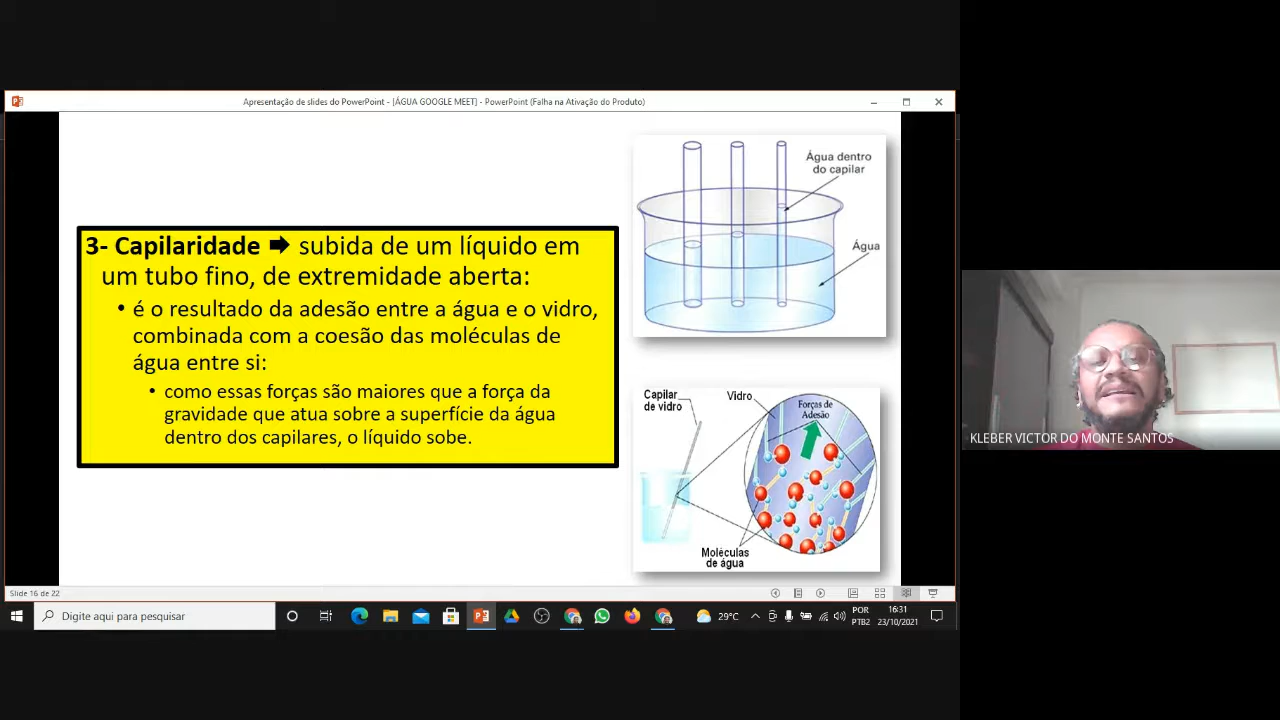 Apresentação de slides do PowerPoint - [ÁGUA GOOGLE MEET] - PowerPoint (Falha na Ativação do Produto)
3- Capilaridade 🡆 subida de um líquido em
um tubo fino, de extremidade aberta:
• é o resultado da adesão entre a água e o vidro,
combinada com a coesão das moléculas de
água entre si:
• como essas forças são maiores que a força da
gravidade que atua sobre a superfície da água
dentro dos capilares, o líquido sobe.
Água dentro
do capilar
Água
Capilar
de vidro
Vidro
Forças de
Adesão
Moléculas
de água
KLEBER VICTOR DO MONTE SANTOS
Slide 16 de 22
Digite aqui para pesquisar
29°C
POR
PTB2
16:31
23/10/2021